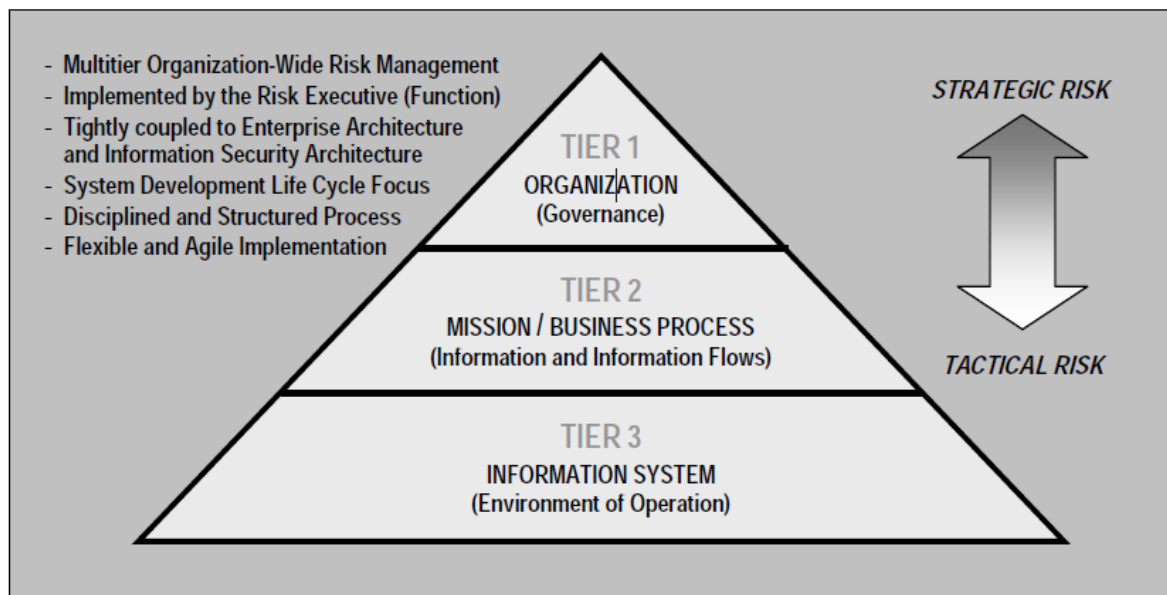 - Multitier Organization-Wide Risk Management
- Implemented by the Risk Executive (Function)
- Tightly coupled to Enterprise Architecture
and Information Security Architecture
- System Development Life Cycle Focus
- Disciplined and Structured Process
- Flexible and Agile Implementation
TIER 1
ORGANIZATION
(Governance)
TIER 2
MISSION / BUSINESS PROCESS
(Information and Information Flows)
TIER 3
INFORMATION SYSTEM
(Environment of Operation)
STRATEGIC RISK
TACTICAL RISK